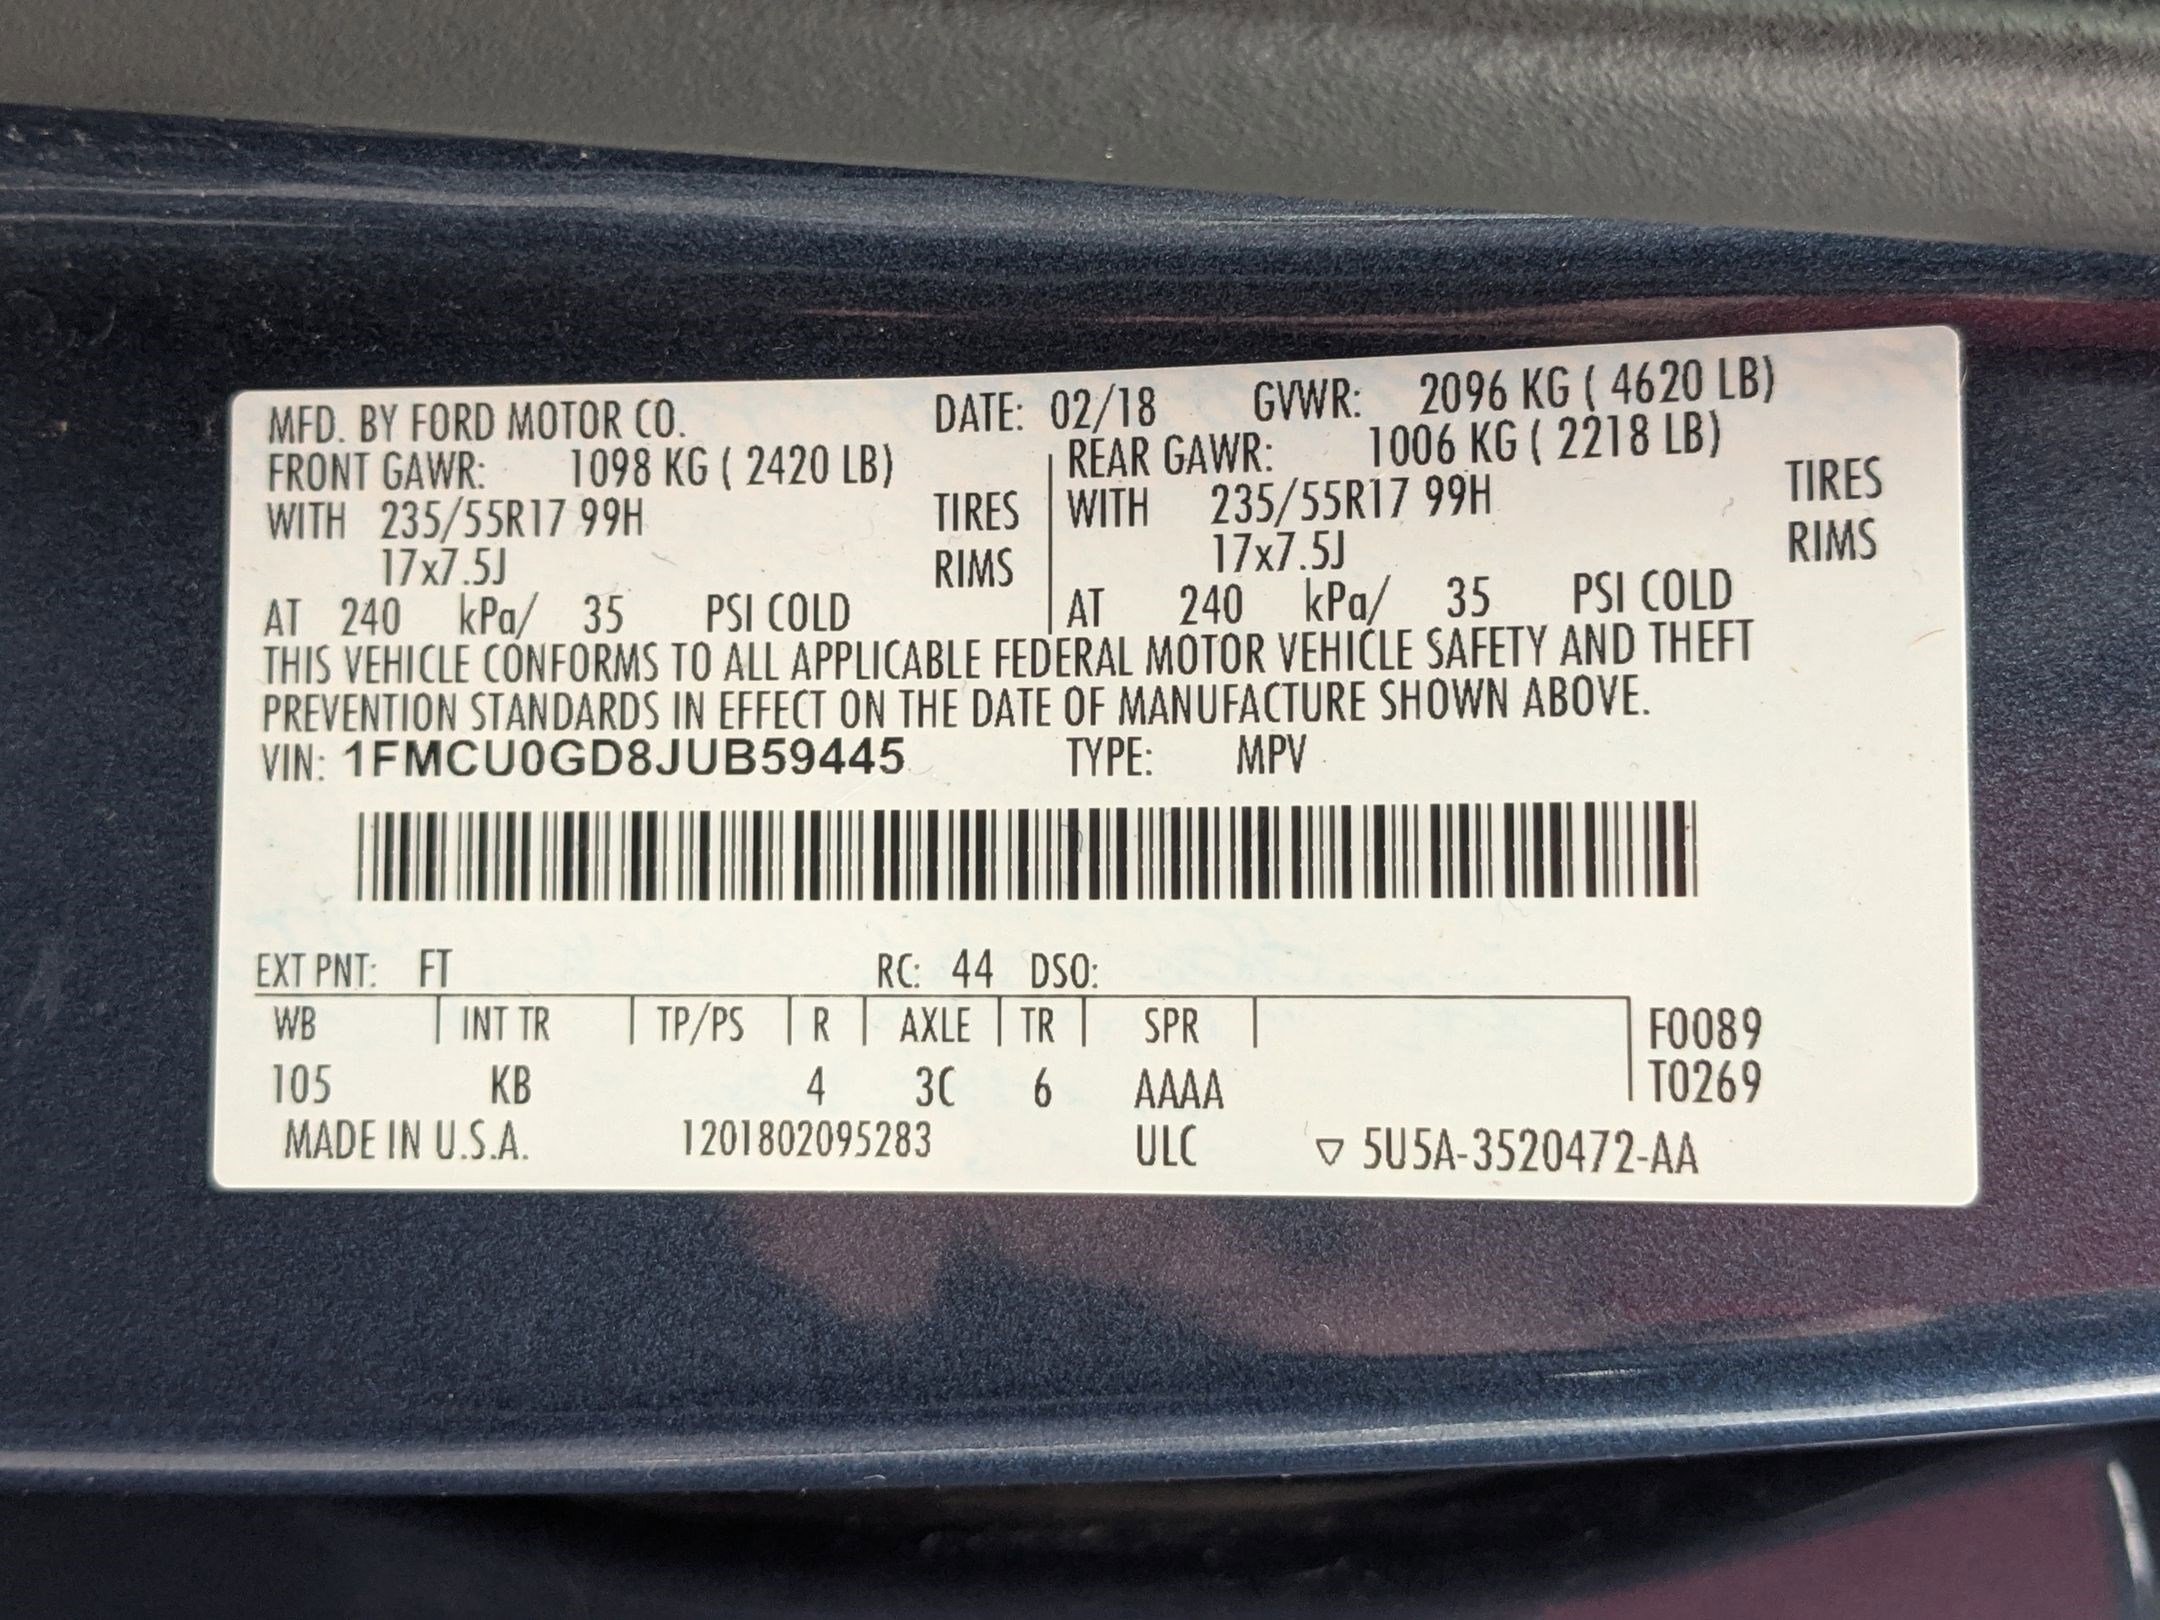 MFD. BY FORD MOTOR CO. DATE: 02/18 GVWR: 2096 KG ( 4620 LB)
FRONT GAWR: 1098 KG ( 2420 LB) REAR GAWR: 1006 KG ( 2218 LB)
WITH 235/55R17 99H TIRES WITH 235/55R17 99H TIRES
17x7.5J RIMS 17x7.5J RIMS
AT 240 kPa/ 35 PSI COLD AT 240 kPa/ 35 PSI COLD
THIS VEHICLE CONFORMS TO ALL APPLICABLE FEDERAL MOTOR VEHICLE SAFETY AND THEFT
PREVENTION STANDARDS IN EFFECT ON THE DATE OF MANUFACTURE SHOWN ABOVE.
VIN: 1FMCU0GD8JUB59445 TYPE: MPV
EXT PNT: FT RC: 44 DSO:
WB INT TR TP/PS R AXLE TR SPR F0089
105 KB 4 3C 6 AAAA T0269
MADE IN U.S.A. 1201802095283 ULC ▽ 5U5A-3520472-AA